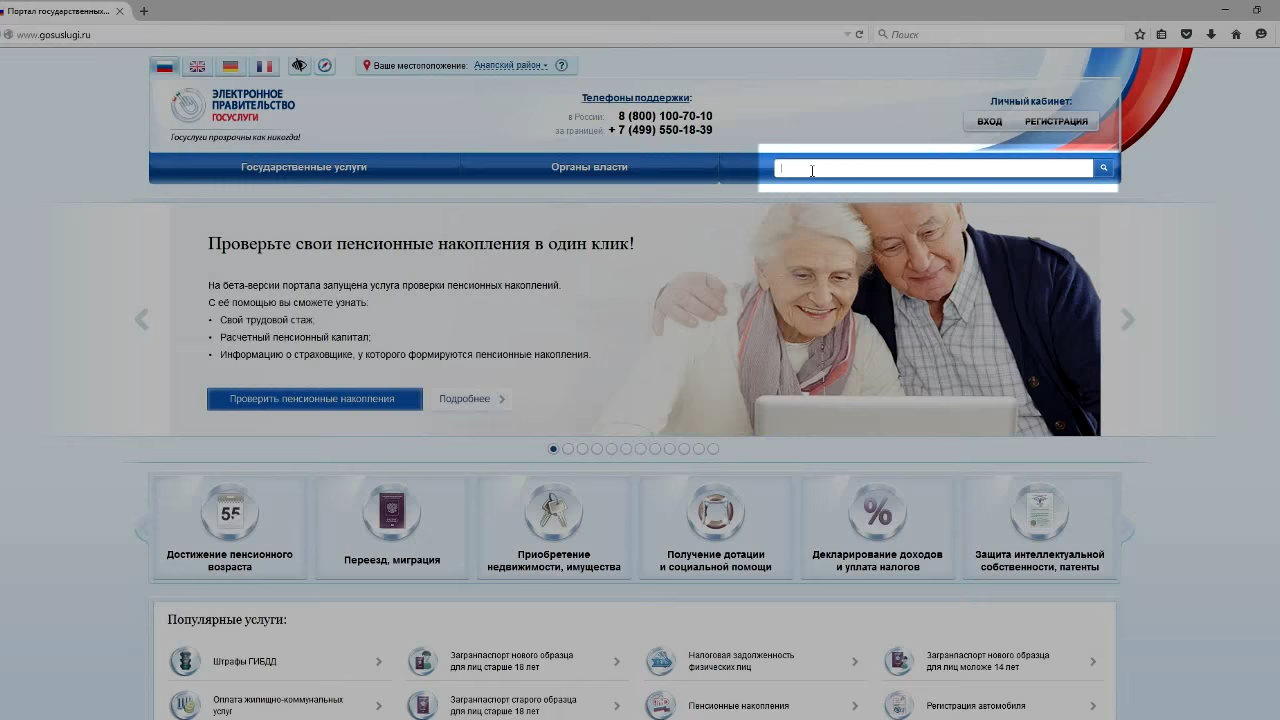 Портал государственных...
www.gosuslugi.ru
Поиск
Ваше местоположение: Анапский район
ЭЛЕКТРОННОЕ
ПРАВИТЕЛЬСТВО
ГОСУСЛУГИ
Госуслуги прозрачны как никогда!
Телефоны поддержки:
в России: 8 (800) 100-70-10
за границей: + 7 (499) 550-18-39
Личный кабинет:
ВХОД РЕГИСТРАЦИЯ
Государственные услуги
Органы власти
Проверьте свои пенсионные накопления в один клик!
На бета-версии портала запущена услуга проверки пенсионных накоплений.
С её помощью вы сможете узнать:
• Свой трудовой стаж;
• Расчетный пенсионный капитал;
• Информацию о страховщике, у которого формируются пенсионные накопления.
Проверить пенсионные накопления
Подробнее
55
Достижение пенсионного
возраста
Переезд, миграция
Приобретение
недвижимости, имущества
Получение дотации
и социальной помощи
%
Декларирование доходов
и уплата налогов
Защита интеллектуальной
собственности, патенты
Популярные услуги:
Штрафы ГИБДД
Загранпаспорт нового образца
для лиц старше 18 лет
Налоговая задолженность
физических лиц
Загранпаспорт нового образца
для лиц моложе 14 лет
Оплата жилищно-коммунальных
услуг
Загранпаспорт старого образца
для лиц старше 18 лет
Пенсионные накопления
Регистрация автомобиля